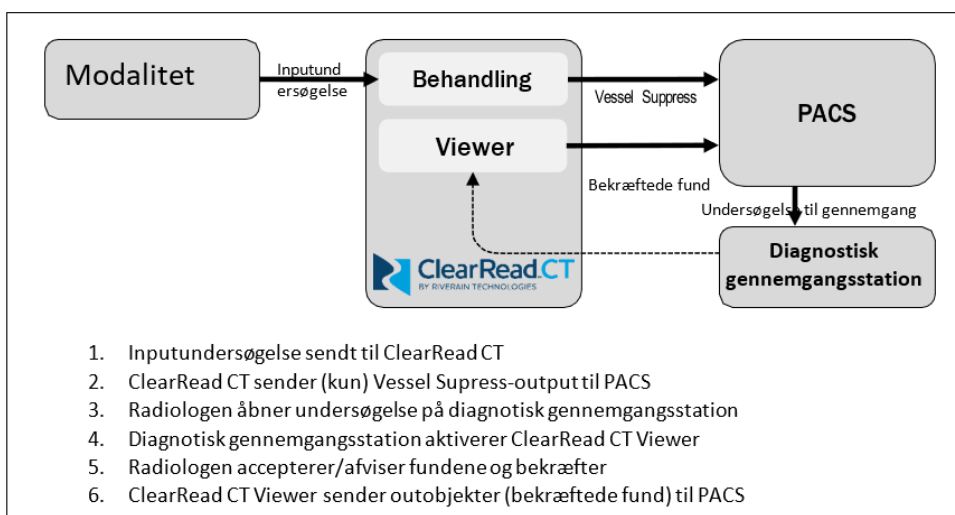 Modalitet
Inputund
ersøgelse
Behandling
Viewer
Vessel Suppress
Bekræftede fund
PACS
Undersøgelse til gennemgang
Diagnostisk
gennemgangsstation
ClearRead CT
BY RIVERAIN TECHNOLOGIES
1. Inputundersøgelse sendt til ClearRead CT
2. ClearRead CT sender (kun) Vessel Supress-output til PACS
3. Radiologen åbner undersøgelse på diagnotisk gennemgangsstation
4. Diagnotisk gennemgangsstation aktiverer ClearRead CT Viewer
5. Radiologen accepterer/afviser fundene og bekræfter
6. ClearRead CT Viewer sender outobjekter (bekræftede fund) til PACS